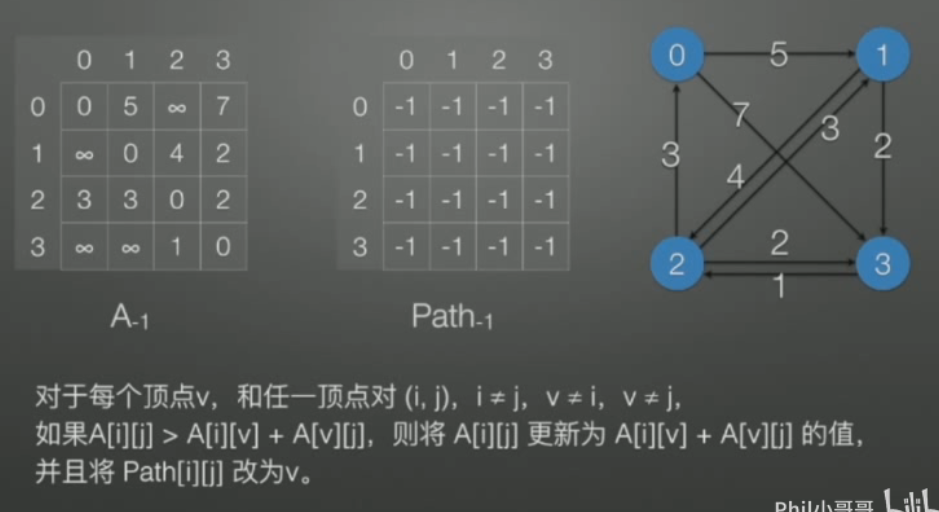 0 1 2 3
0 0 5 ∞ 7
1 ∞ 0 4 2
2 3 3 0 2
3 ∞ ∞ 1 0
A-1
0 1 2 3
0 -1 -1 -1 -1
1 -1 -1 -1 -1
2 -1 -1 -1 -1
3 -1 -1 -1 -1
Path-1
0 5 1
7
3
3 2
4
2 2 3
1
对于每个顶点v，和任一顶点对 (i, j)，i ≠ j，v ≠ i，v ≠ j，
如果A[i][j] > A[i][v] + A[v][j]，则将 A[i][j] 更新为 A[i][v] + A[v][j] 的值，
并且将 Path[i][j] 改为v。
Phil小哥哥